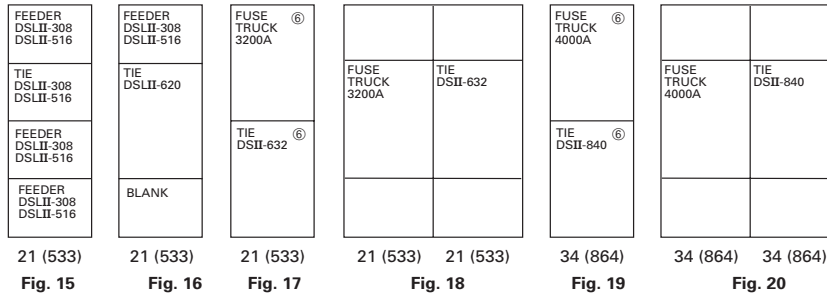 FEEDER
DSLII-308
DSLII-516
TIE
DSLII-308
DSLII-516
FEEDER
DSLII-308
DSLII-516
FEEDER
DSLII-308
DSLII-516
21 (533)
Fig. 15
FEEDER
DSLII-308
DSLII-516
TIE
DSLII-620
BLANK
21 (533)
Fig. 16
FUSE ⑥
TRUCK
3200A
TIE ⑥
DSII-632
21 (533)
Fig. 17
FUSE
TRUCK
3200A
TIE
DSII-632
21 (533) 21 (533)
Fig. 18
FUSE ⑥
TRUCK
4000A
TIE ⑥
DSII-840
34 (864)
Fig. 19
FUSE
TRUCK
4000A
TIE
DSII-840
34 (864) 34 (864)
Fig. 20